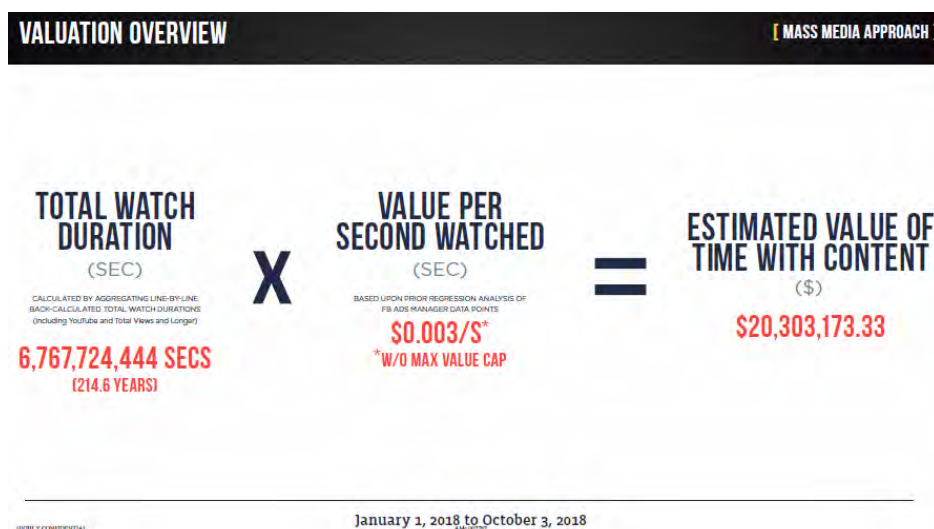 VALUATION OVERVIEW
[ MASS MEDIA APPROACH ]
TOTAL WATCH
DURATION
(SEC)
CALCULATED BY AGGREGATING LINE-BY-LINE
BACK-CALCULATED TOTAL WATCH DURATIONS
(Including YouTube and Total Views and Longer)
6,767,724,444 SECS
(214.6 YEARS)
X
VALUE PER
SECOND WATCHED
(SEC)
BASED UPON PRIOR REGRESSION ANALYSIS OF
FB ADS MANAGER DATA POINTS
$0.003/S*
*W/O MAX VALUE CAP
=
ESTIMATED VALUE OF
TIME WITH CONTENT
($)
$20,303,173.33
January 1, 2018 to October 3, 2018
HIGHLY CONFIDENTIAL